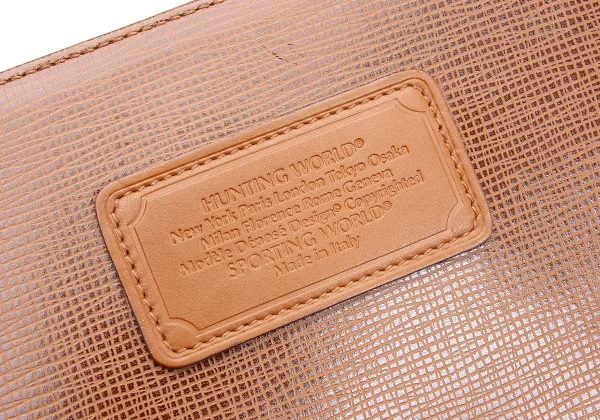 HUNTING WORLD®
New York Paris London Tokyo Osaka
Milan Florence Rome Geneva
Modèle Déposé Design® Copyrighted
SPORTING WORLD®
Made in Italy